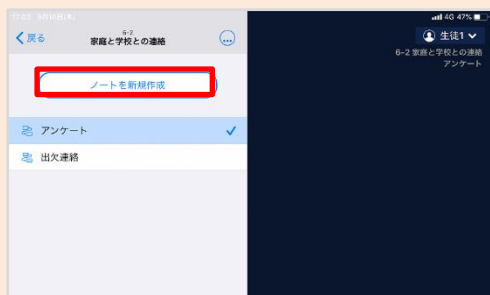 4G 47%
戻る
6-2
家庭と学校との連絡
生徒1
6-2 家庭と学校との連絡
アンケート
ノートを新規作成
アンケート
出欠連絡